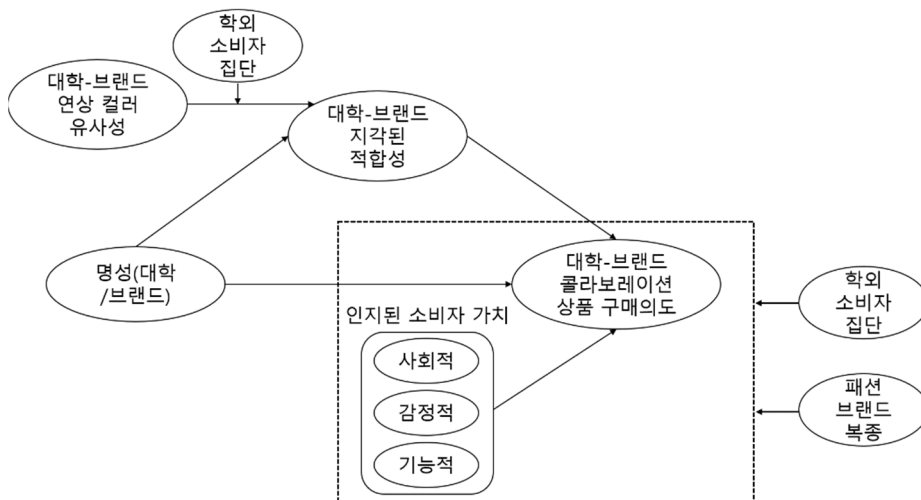 학외
소비자
집단
대학-브랜드
연상 컬러
유사성
대학-브랜드
지각된
적합성
명성(대학
/브랜드)
대학-브랜드
콜라보레이션
상품 구매의도
인지된 소비자 가치
사회적
감정적
기능적
학외
소비자
집단
패션
브랜드
복종